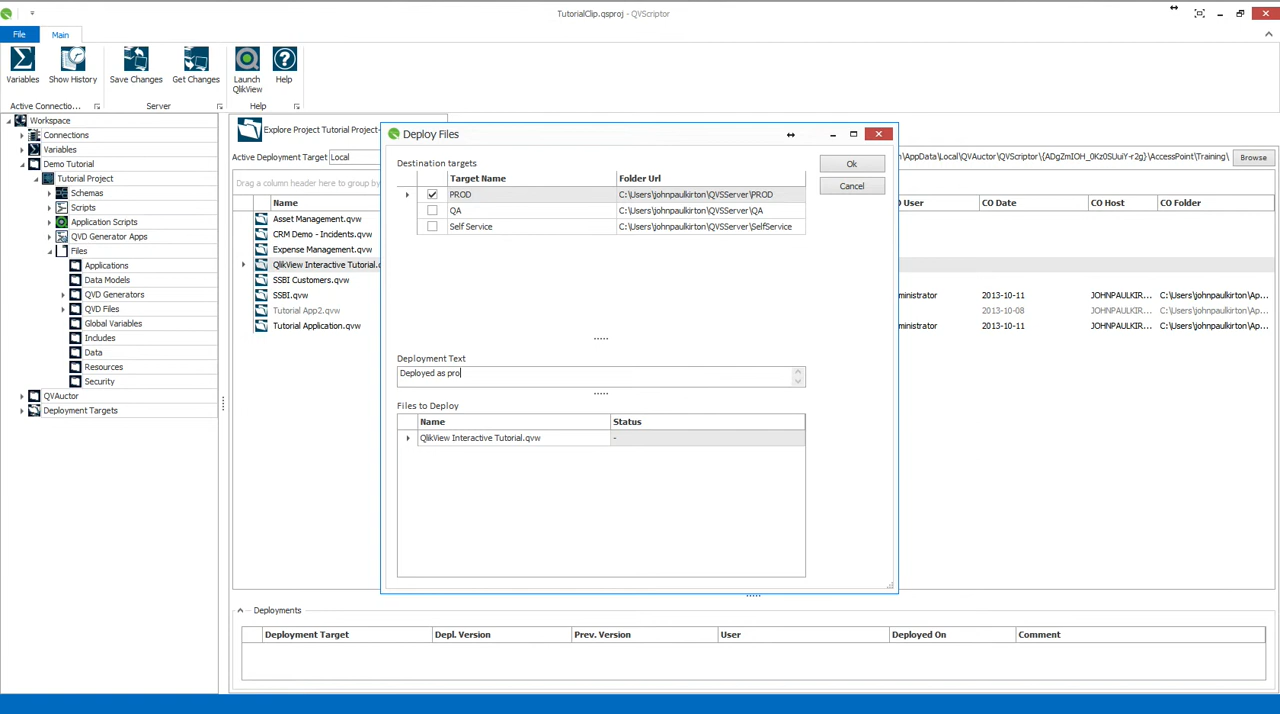 TutorialClip.qsproj - QVScriptor
File
Main
Variables
Show History
Save Changes
Get Changes
Launch
QlikView
Help
Active Connectio...
Server
Help
Workspace
Connections
Variables
Demo Tutorial
Tutorial Project
Schemas
Scripts
Application Scripts
QVD Generator Apps
Files
Applications
Data Models
QVD Generators
QVD Files
Global Variables
Includes
Data
Resources
Security
QVAuctor
Deployment Targets
Explore Project Tutorial Project-
Active Deployment Target
Local
\AppData\Local\QVAuctor\QVScriptor\{ADgZmIOH_0Kz0SUuiY-r2g}\AccessPoint\Training\
Browse
Drag a column header here to group by
Name
O User
CO Date
CO Host
CO Folder
Asset Management.qvw
CRM Demo - Incidents.qvw
Expense Management.qvw
QlikView Interactive Tutorial.q
SSBI Customers.qvw
SSBI.qvw
ministrator
2013-10-11
JOHNPAULKIR...
C:\Users\johnpaulkirton\Ap...
Tutorial App2.qvw
2013-10-08
JOHNPAULKIR...
C:\Users\johnpaulkirton\Ap...
Tutorial Application.qvw
ministrator
2013-10-11
JOHNPAULKIR...
C:\Users\johnpaulkirton\Ap...
Deploy Files
Destination targets
Target Name
Folder Url
PROD
C:\Users\johnpaulkirton\QVSServer\PROD
QA
C:\Users\johnpaulkirton\QVSServer\QA
Self Service
C:\Users\johnpaulkirton\QVSServer\SelfService
Ok
Cancel
Deployment Text
Deployed as pro
Files to Deploy
Name
Status
QlikView Interactive Tutorial.qvw
-
Deployments
Deployment Target
Depl. Version
Prev. Version
User
Deployed On
Comment